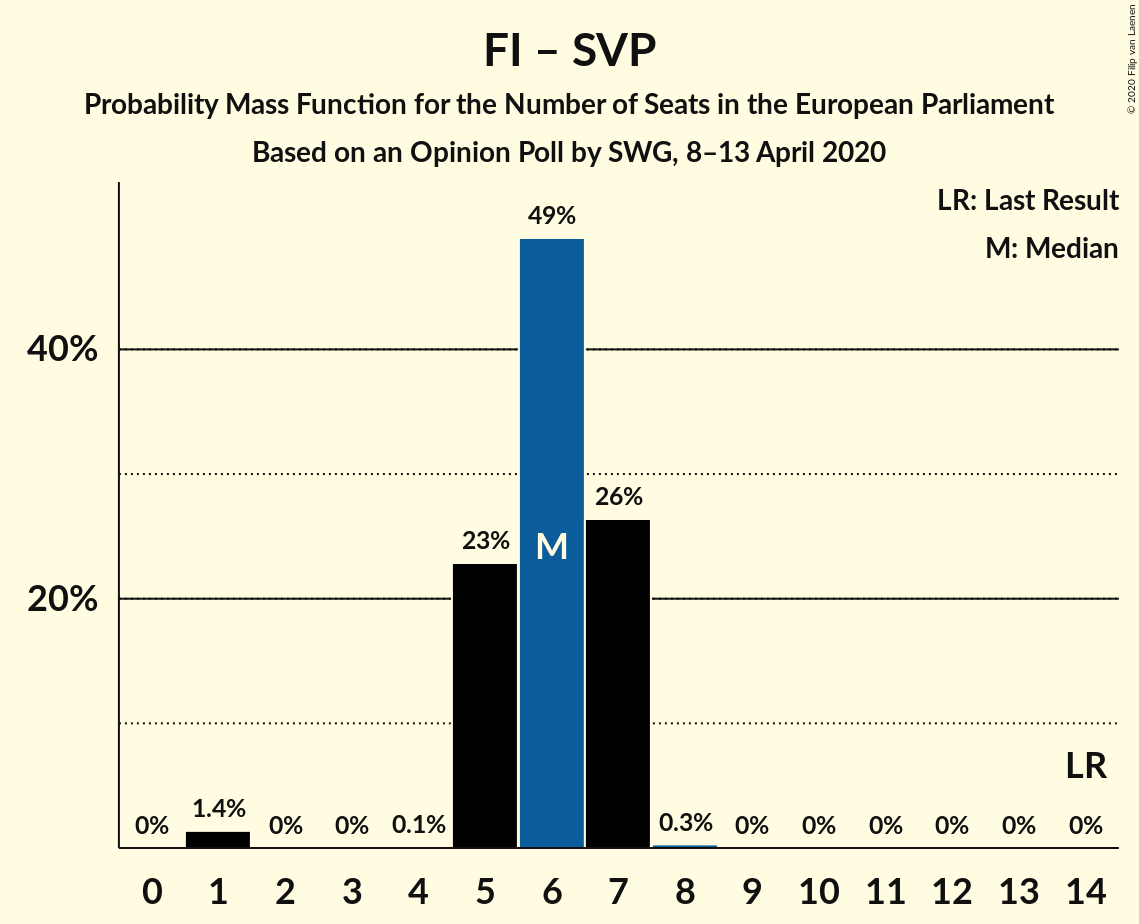 FI – SVP
Probability Mass Function for the Number of Seats in the European Parliament
Based on an Opinion Poll by SWG, 8–13 April 2020
© 2020 Filip van Laenen
LR: Last Result
M: Median
49%
40%
26%
23%
M
20%
LR
0% 1.4% 0% 0% 0.1% 0.3% 0% 0% 0% 0% 0% 0%
0 1 2 3 4 5 6 7 8 9 10 11 12 13 14